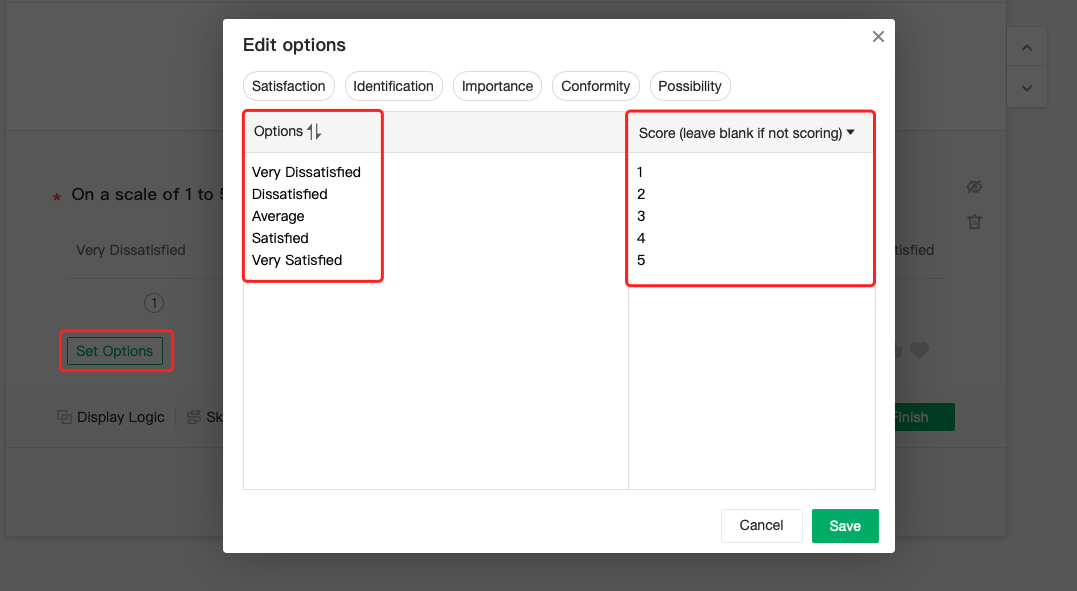 Edit options
Satisfaction Identification Importance Conformity Possibility
Options Score (leave blank if not scoring)
Very Dissatisfied 1
Dissatisfied 2
Average 3
Satisfied 4
Very Satisfied 5
Cancel Save
* On a scale of 1 to
Very Dissatisfied tisfied
1
Set Options
Display Logic Sk Finish